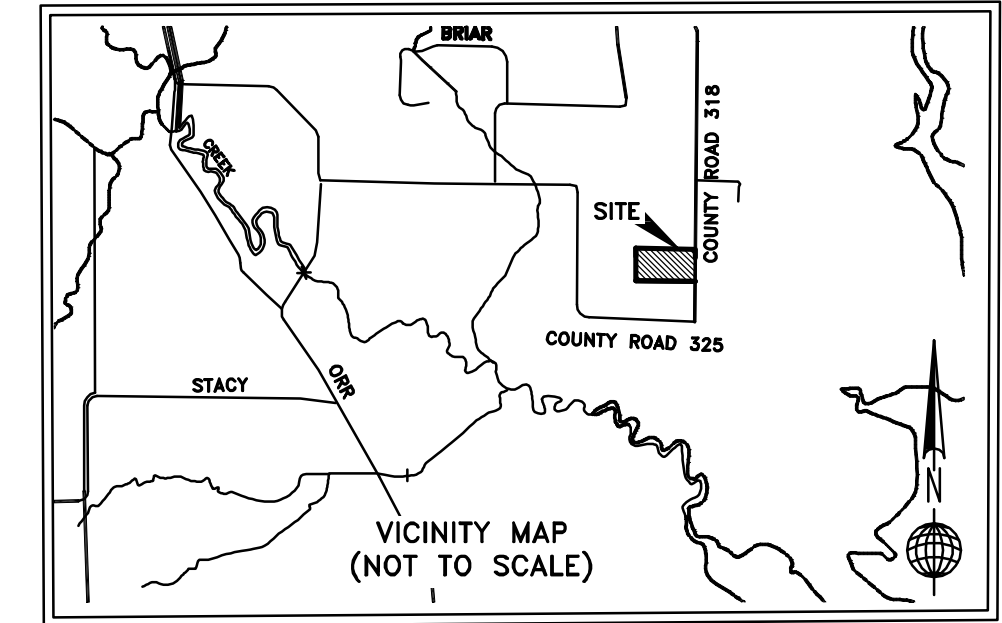 BRIAR
COUNTY ROAD 318
CREEK
SITE
COUNTY ROAD 325
ORR
STACY
N
VICINITY MAP
(NOT TO SCALE)